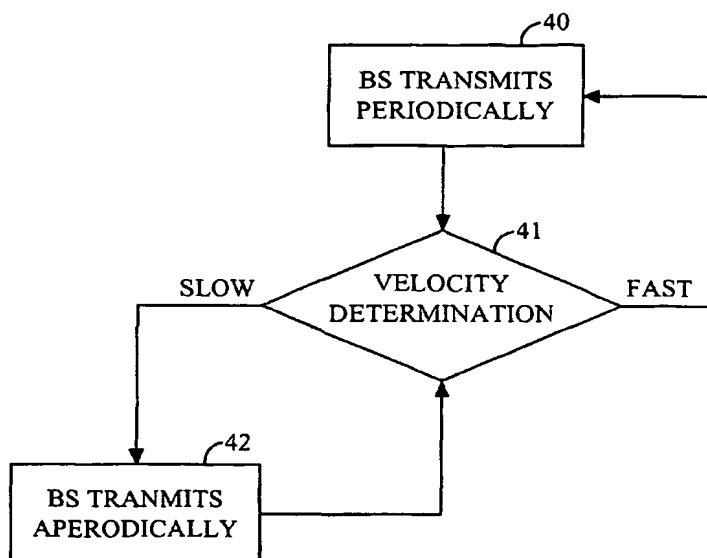 40
BS TRANSMITS
PERIODICALLY
41
SLOW
VELOCITY
DETERMINATION
FAST
42
BS TRANMITS
APERODICALLY